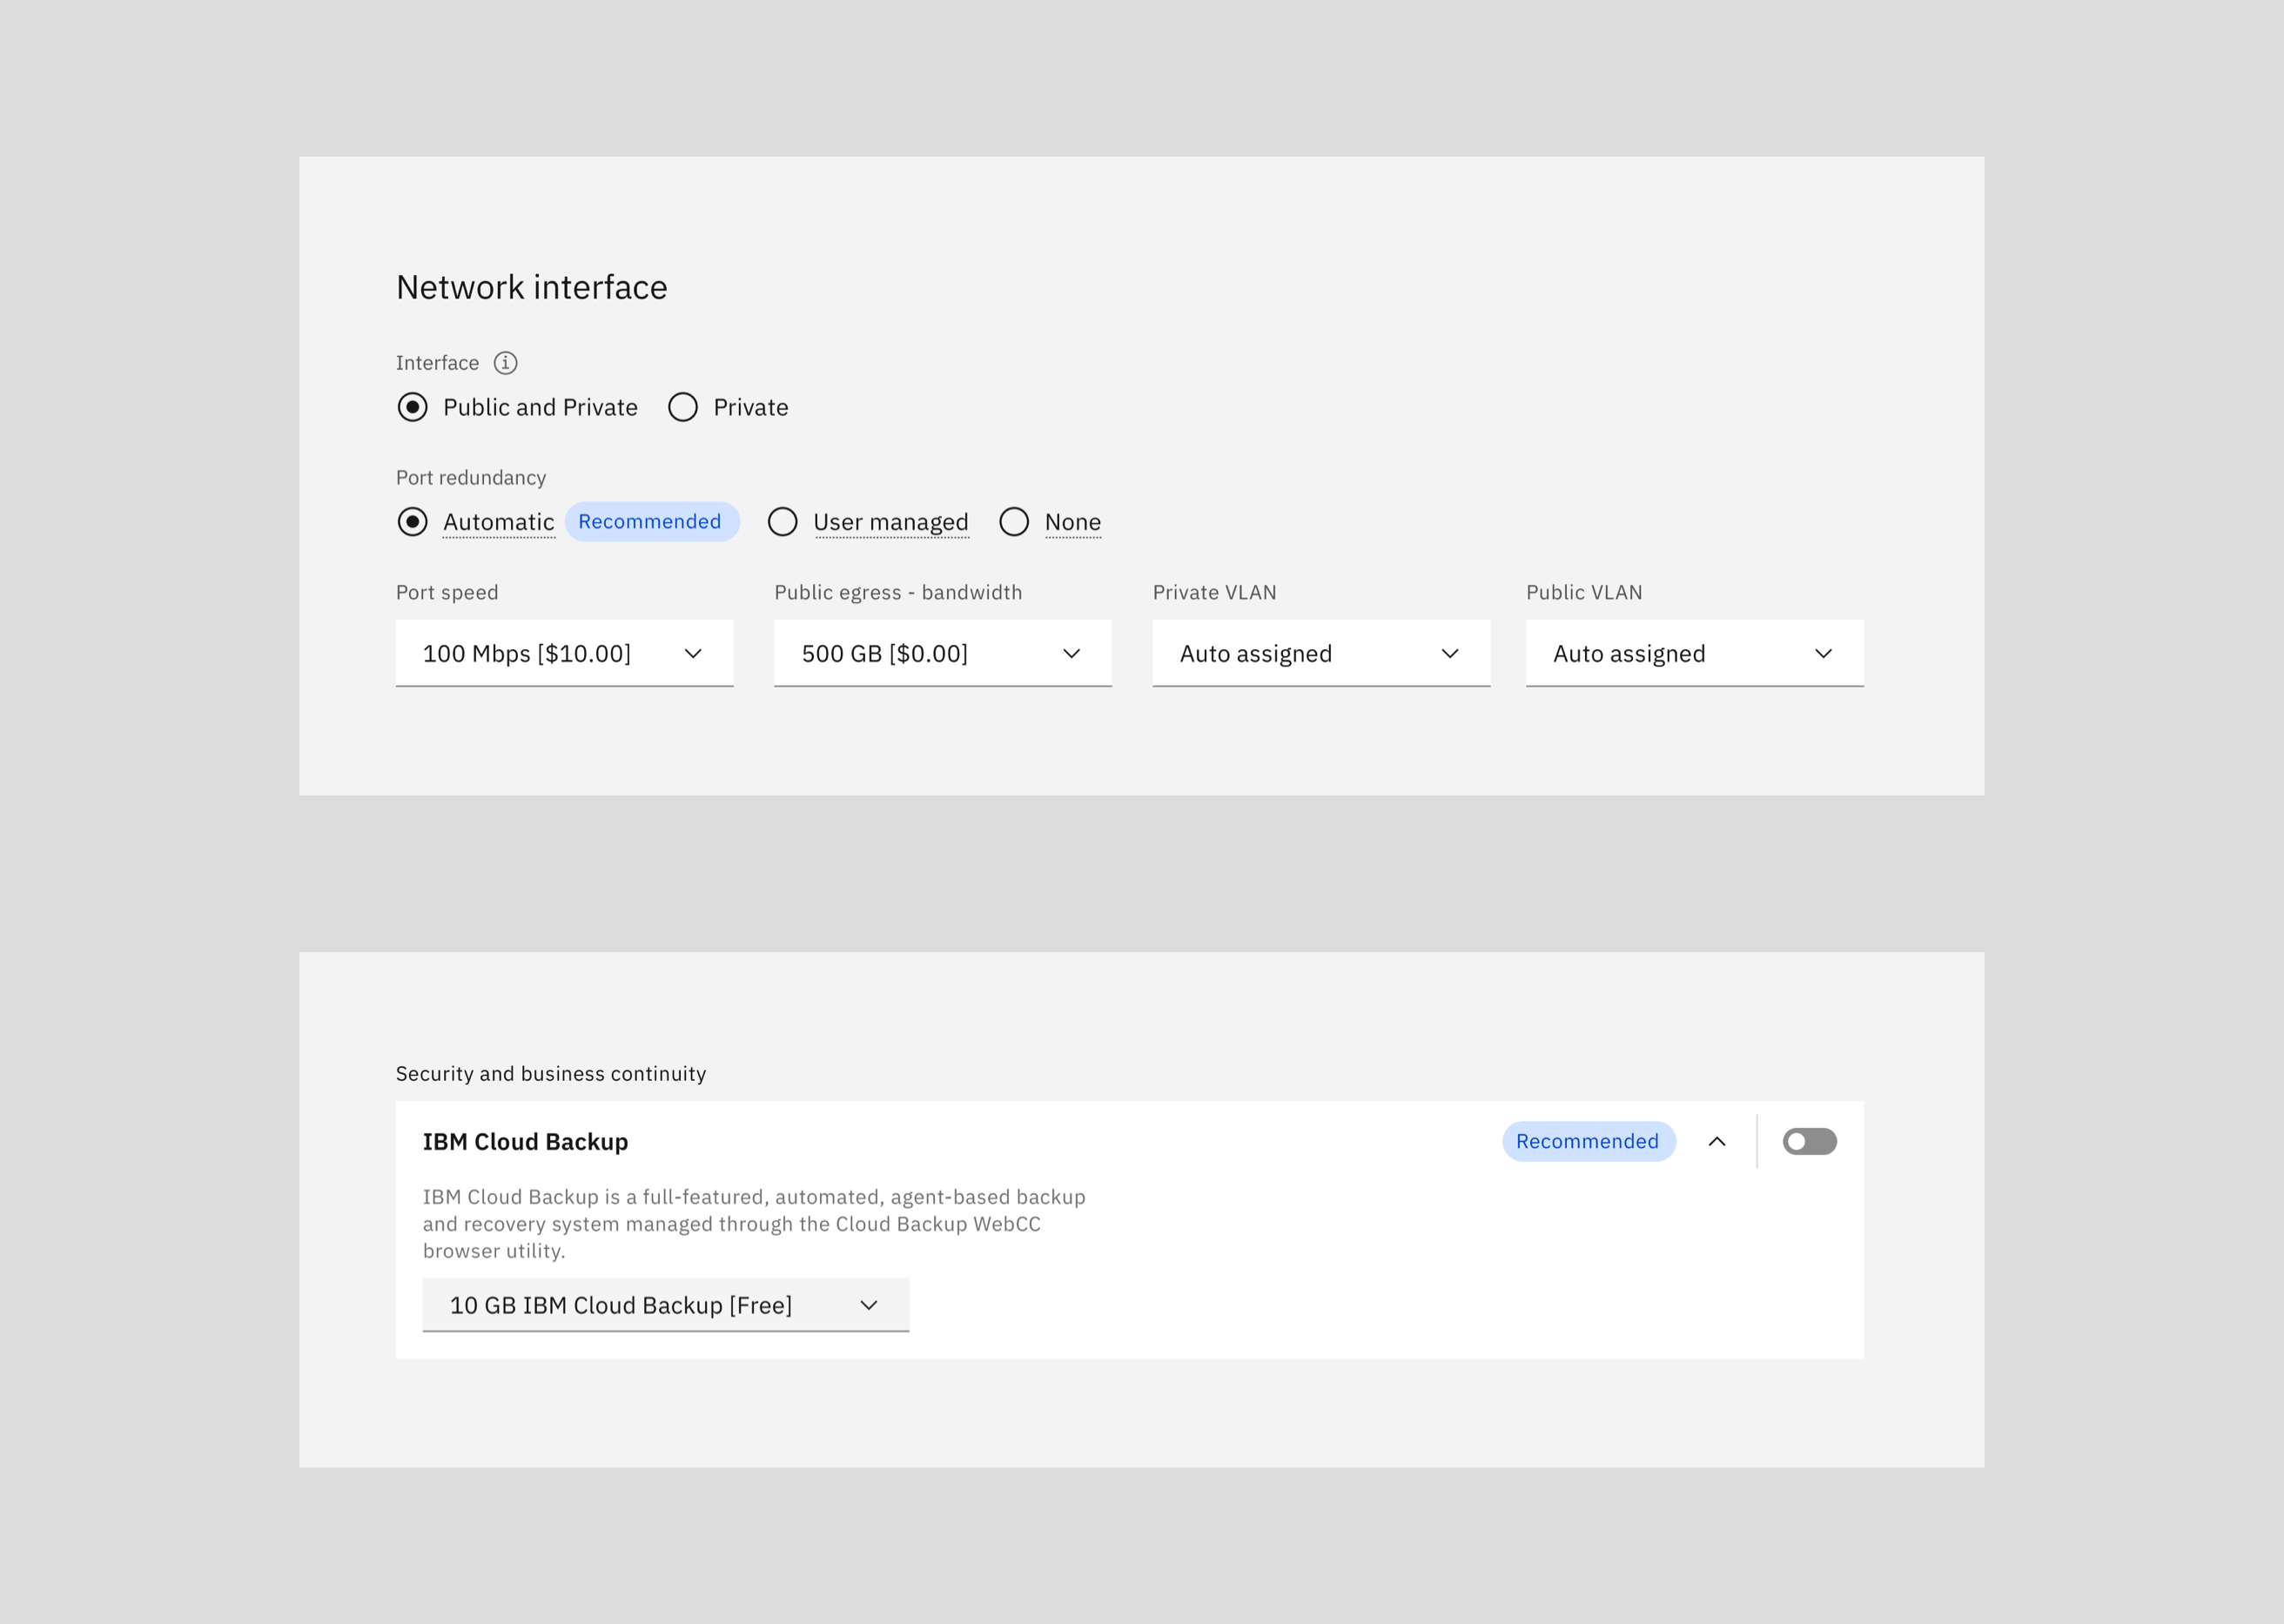 Network interface
Interface
Public and Private Private
Port redundancy
Automatic Recommended User managed None
Port speed Public egress - bandwidth Private VLAN Public VLAN
100 Mbps [$10.00] 500 GB [$0.00] Auto assigned Auto assigned
Security and business continuity
IBM Cloud Backup Recommended
IBM Cloud Backup is a full-featured, automated, agent-based backup
and recovery system managed through the Cloud Backup WebCC
browser utility.
10 GB IBM Cloud Backup [Free]